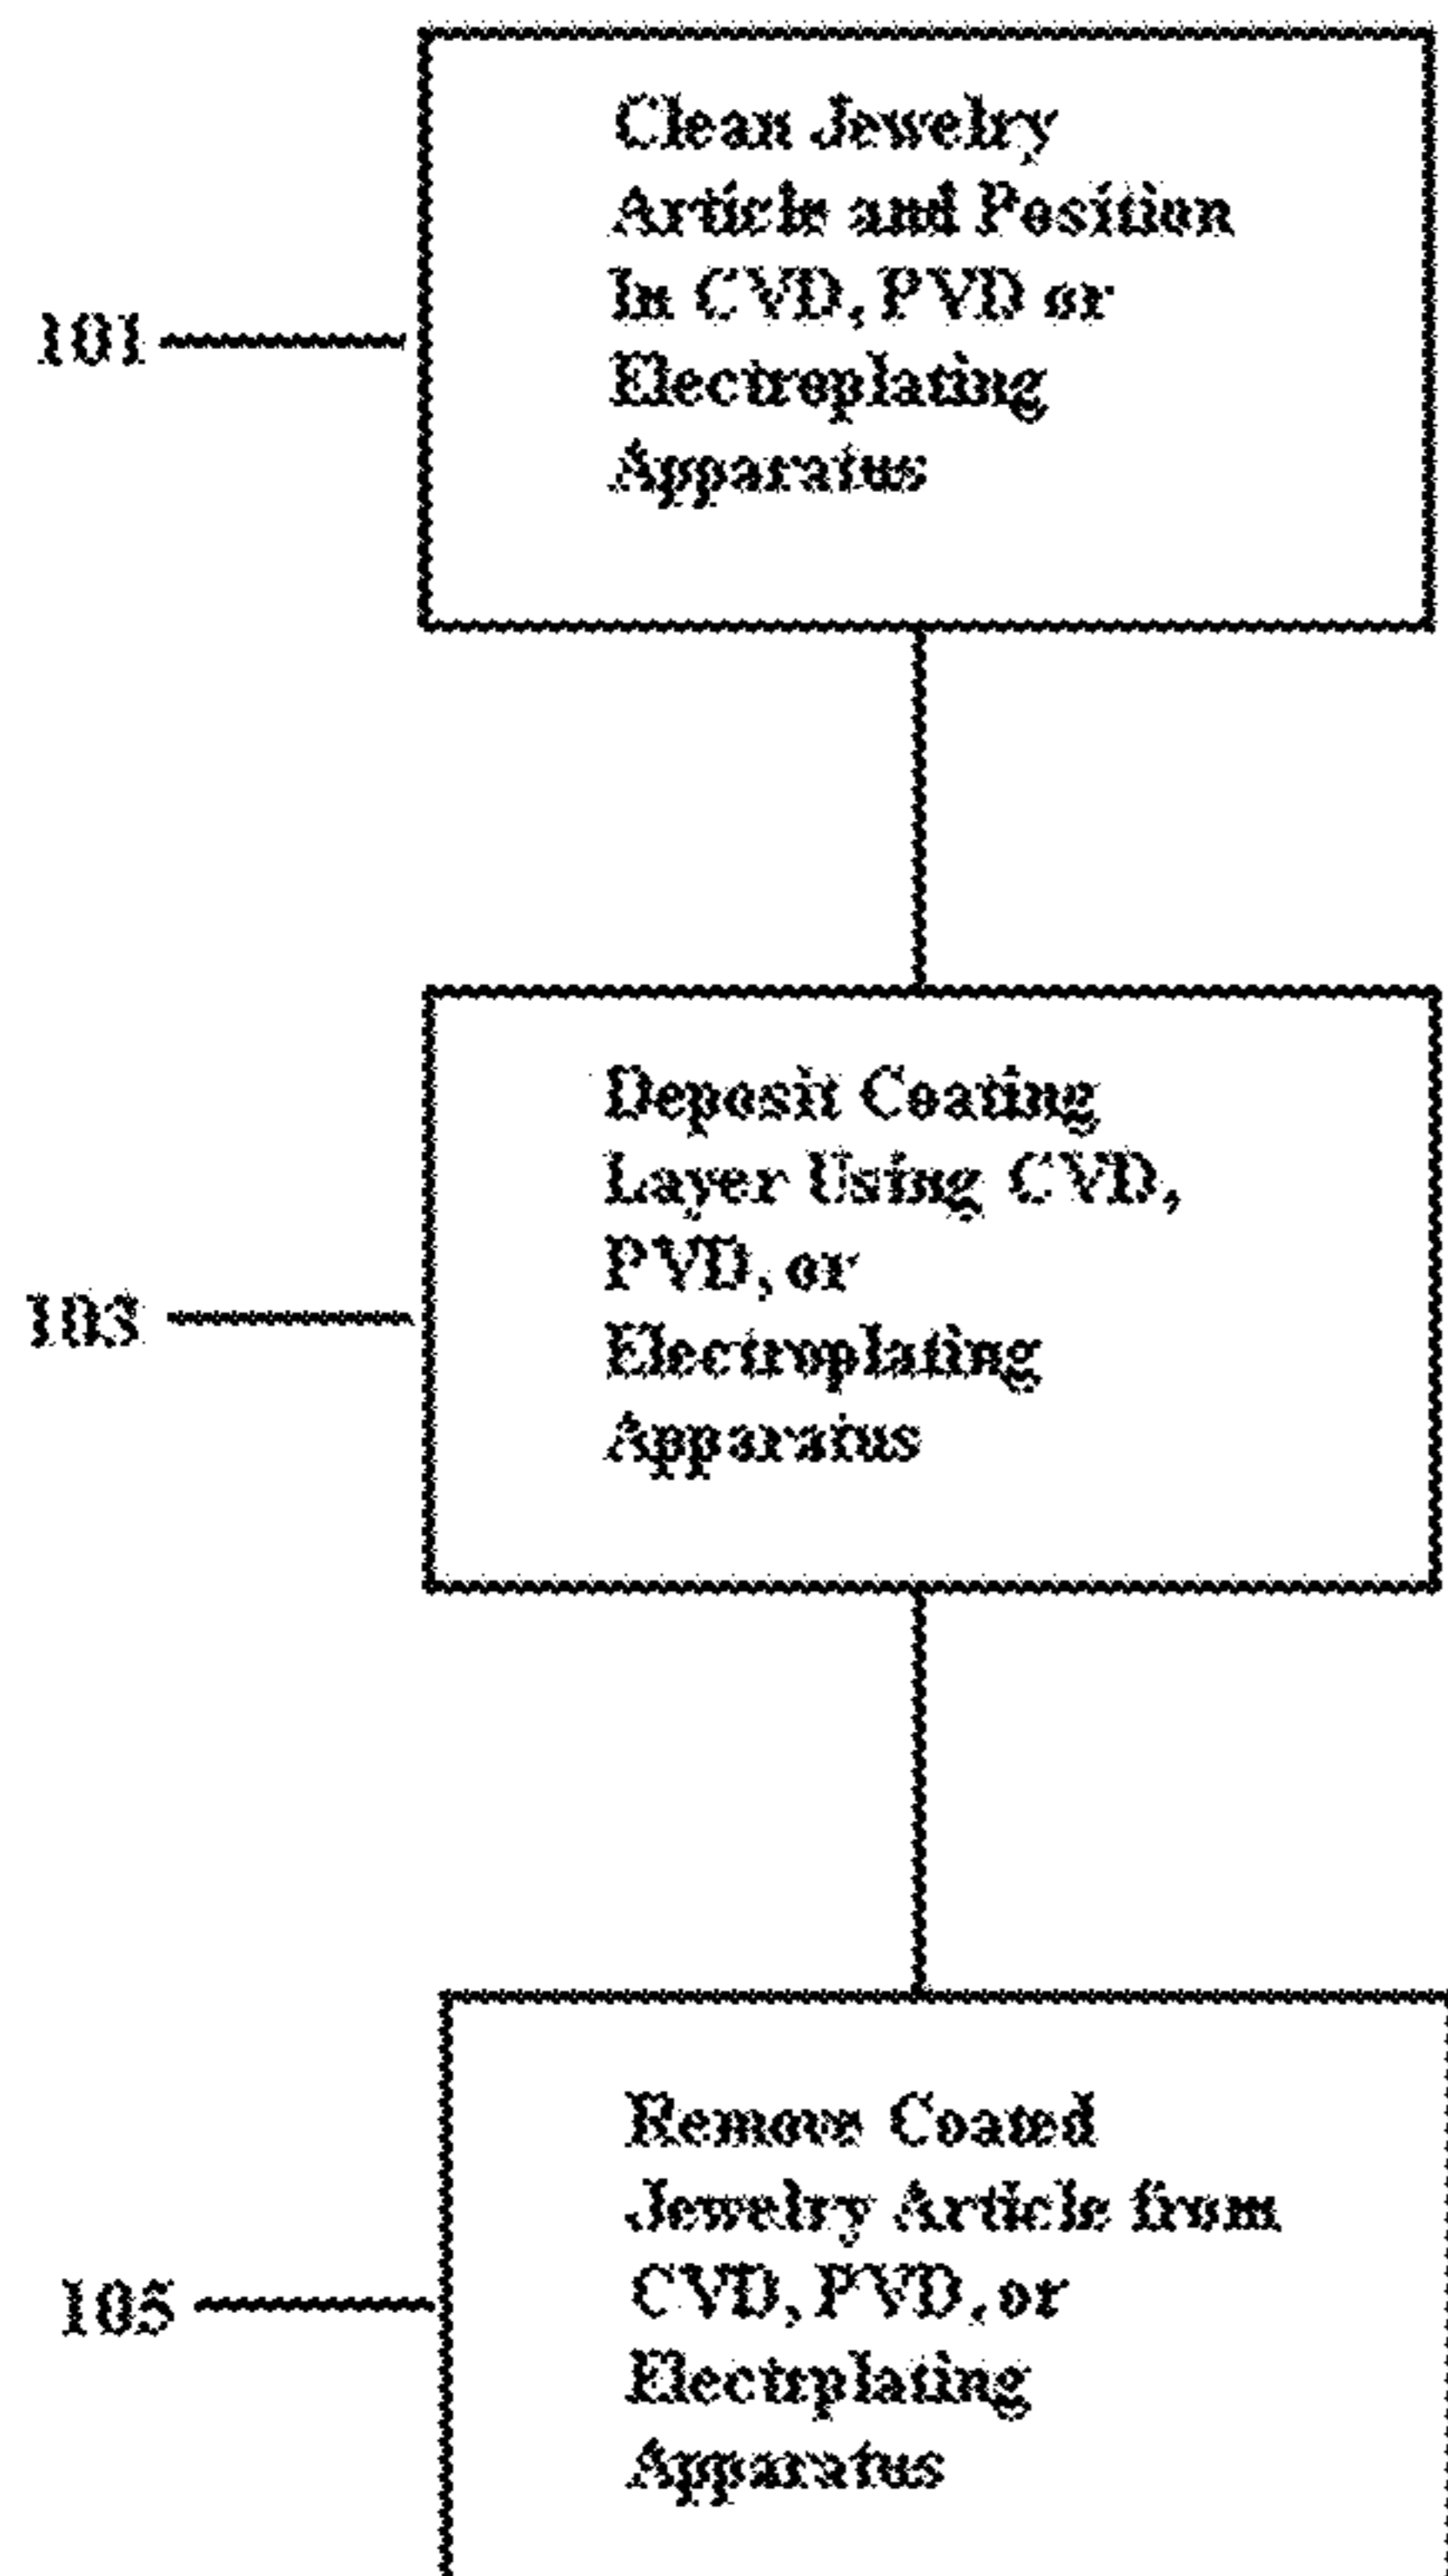 Clean Jewelry
Article and Position
In CVD, PVD or
Electroplating
Apparatus
101
Deposit Coating
Layer Using CVD,
PVD, or
Electroplating
Apparatus
103
Remove Coated
Jewelry Article from
CVD, PVD, or
Electrplating
Apparatus
105